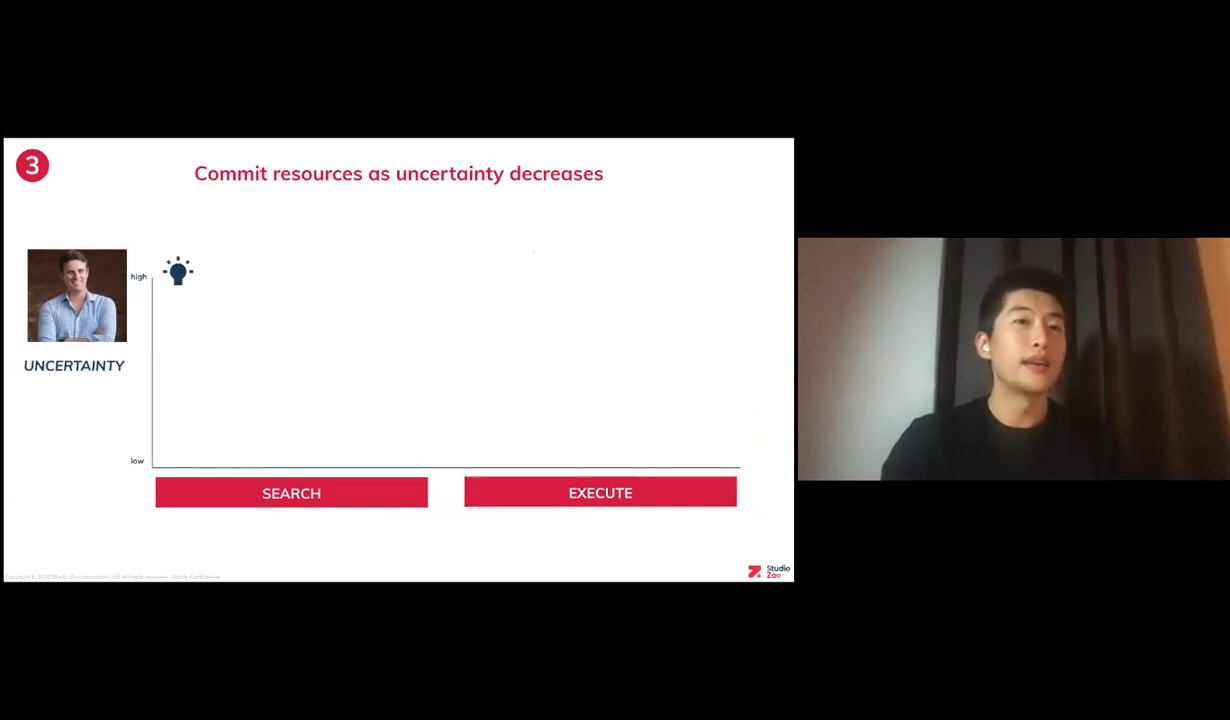 3
Commit resources as uncertainty decreases
high
UNCERTAINTY
low
SEARCH
EXECUTE
Studio
Zao